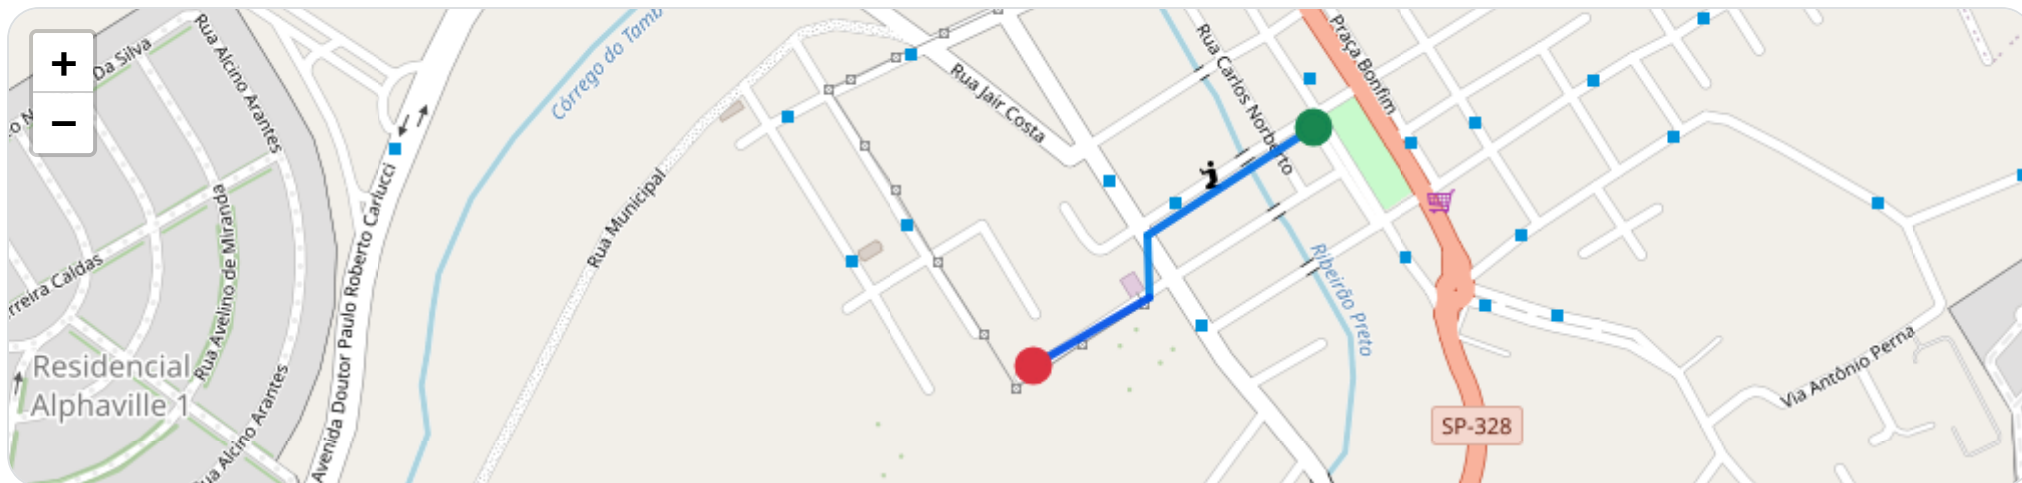 +
−
Da Silva
Rua Alcino Arantes
Córrego do Tamb
Rua Jair Costa
Rua Carlos Norberto
Praça Bonfim
Rua Municipal
Avenida Doutor Paulo Roberto Carlucci
Rua Avelino de Mirapua
rreira Caldas
Ribeirão Preto
Residencial
Alphaville 1
Rua Alcino Arantes
SP-328
Via Antônio Perna